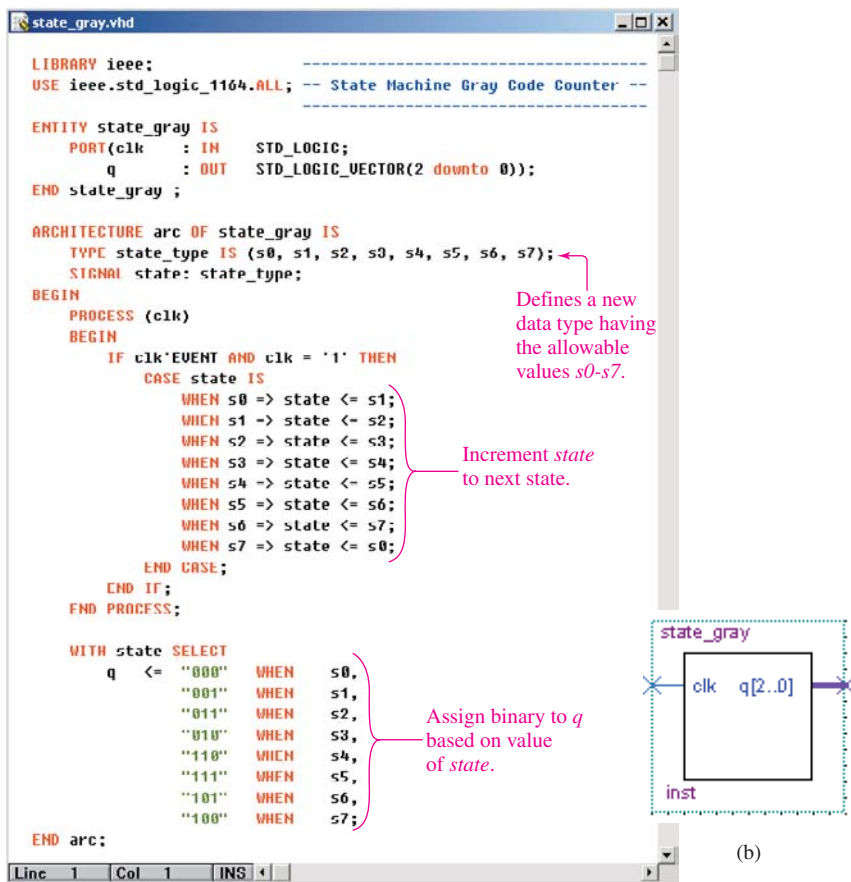 state_gray.vhd
LIBRARY ieee; -------------------------------------
USE ieee.std_logic_1164.ALL; -- State Machine Gray Code Counter --
-------------------------------------
ENTITY state_gray IS
PORT(clk : IN STD_LOGIC;
q : OUT STD_LOGIC_VECTOR(2 downto 0));
END state_gray ;
ARCHITECTURE arc OF state_gray IS
TYPE state_type IS (s0, s1, s2, s3, s4, s5, s6, s7);
SIGNAL state: state_type;
BEGIN
PROCESS (clk)
BEGIN
IF clk'EVENT AND clk = '1' THEN
CASE state IS
WHEN s0 => state <= s1;
WHEN s1 => state <= s2;
WHEN s2 => state <= s3;
WHEN s3 => state <= s4;
WHEN s4 => state <= s5;
WHEN s5 => state <= s6;
WHEN s6 => state <= s7;
WHEN s7 => state <= s0;
END CASE;
END IF;
END PROCESS;
WITH state SELECT
q <= "000" WHEN s0,
"001" WHEN s1,
"011" WHEN s2,
"010" WHEN s3,
"110" WHEN s4,
"111" WHEN s5,
"101" WHEN s6,
"100" WHEN s7;
END arc;
Line 1 Col 1 INS
Defines a new
data type having
the allowable
values s0-s7.
Increment state
to next state.
Assign binary to q
based on value
of state.
state_gray
clk q[2..0]
inst
(b)